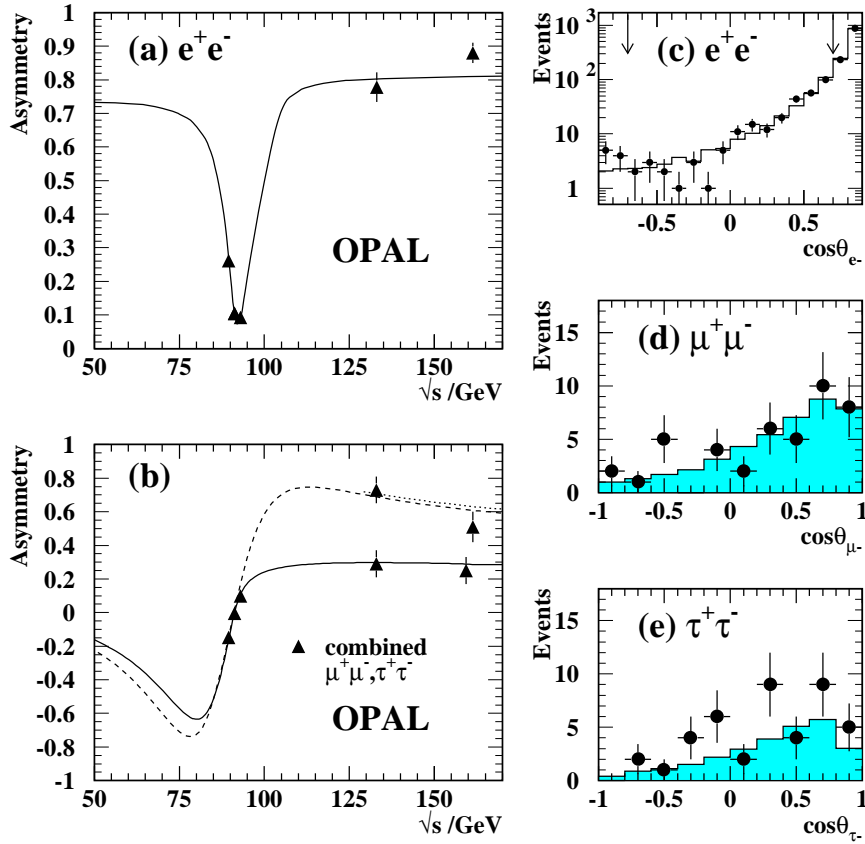 (a) e⁺e⁻
Asymmetry
0.9
0.8
0.7
0.6
0.5
0.4
0.3
0.2
0.1
0
OPAL
50 75 100 125 150
√s /GeV
(b)
Asymmetry
1
0.8
0.6
0.4
0.2
0
-0.2
-0.4
-0.6
-0.8
-1
combined
μ⁺μ⁻,τ⁺τ⁻
OPAL
50 75 100 125 150
√s /GeV
(c) e⁺e⁻
Events
10³
10²
10
1
-0.5 0 0.5
cosθe-
(d) μ⁺μ⁻
Events
15
10
5
0
-1 -0.5 0 0.5 1
cosθμ-
(e) τ⁺τ⁻
Events
15
10
5
0
-1 -0.5 0 0.5 1
cosθτ-